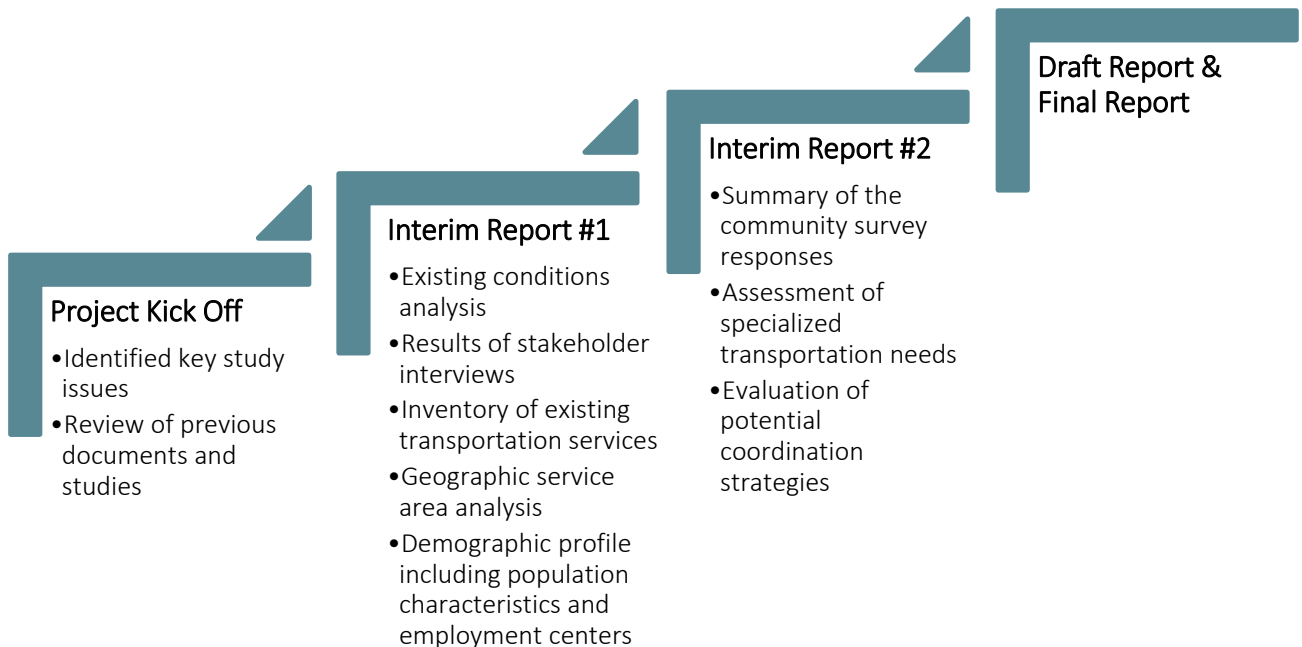 Project Kick Off
•Identified key study
issues
•Review of previous
documents and
studies
Interim Report #1
•Existing conditions
analysis
•Results of stakeholder
interviews
•Inventory of existing
transportation services
•Geographic service
area analysis
•Demographic profile
including population
characteristics and
employment centers
Interim Report #2
•Summary of the
community survey
responses
•Assessment of
specialized
transportation needs
•Evaluation of
potential
coordination
strategies
Draft Report &
Final Report